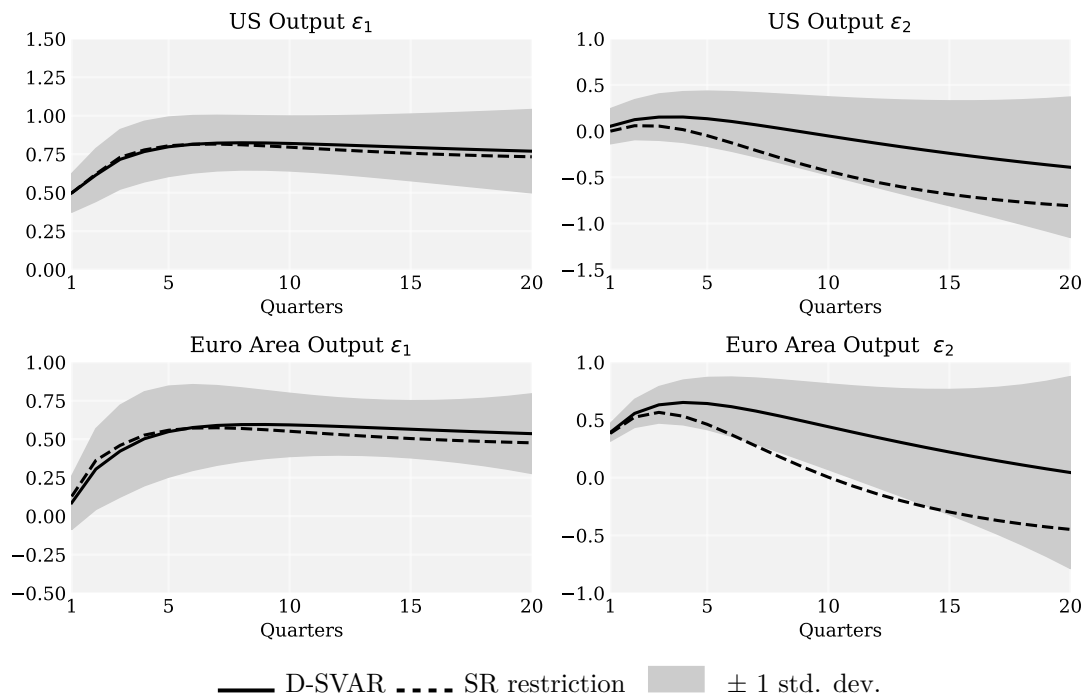 US Output ε₁
1.50
1.25
1.00
0.75
0.50
0.25
0.00
1 5 10 15 20
Quarters
US Output ε₂
1.0
0.5
0.0
−0.5
−1.0
−1.5
1 5 10 15 20
Quarters
Euro Area Output ε₁
1.00
0.75
0.50
0.25
0.00
−0.25
−0.50
1 5 10 15 20
Quarters
Euro Area Output ε₂
1.0
0.5
0.0
−0.5
−1.0
1 5 10 15 20
Quarters
D-SVAR SR restriction ± 1 std. dev.